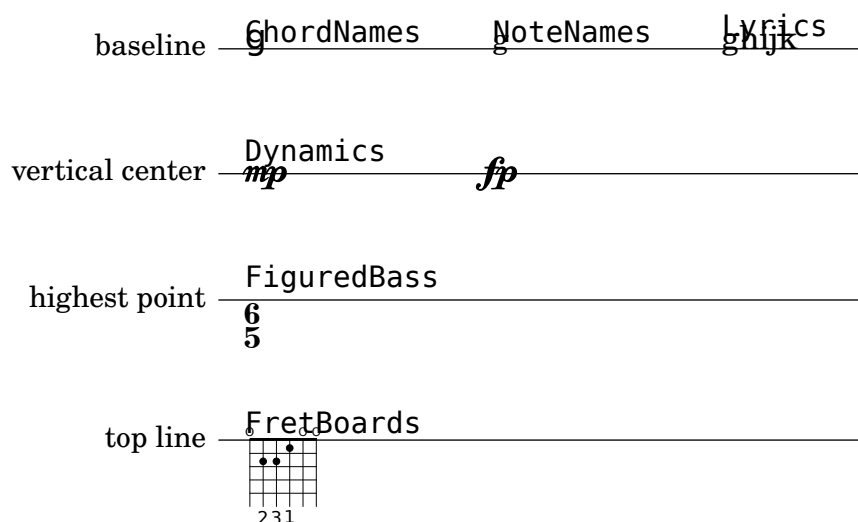 ChordNames NoteNames Lyrics
baseline g g ghijk
Dynamics
vertical center mp fp
FiguredBass
highest point
6
5
FretBoards
top line
o o o
231